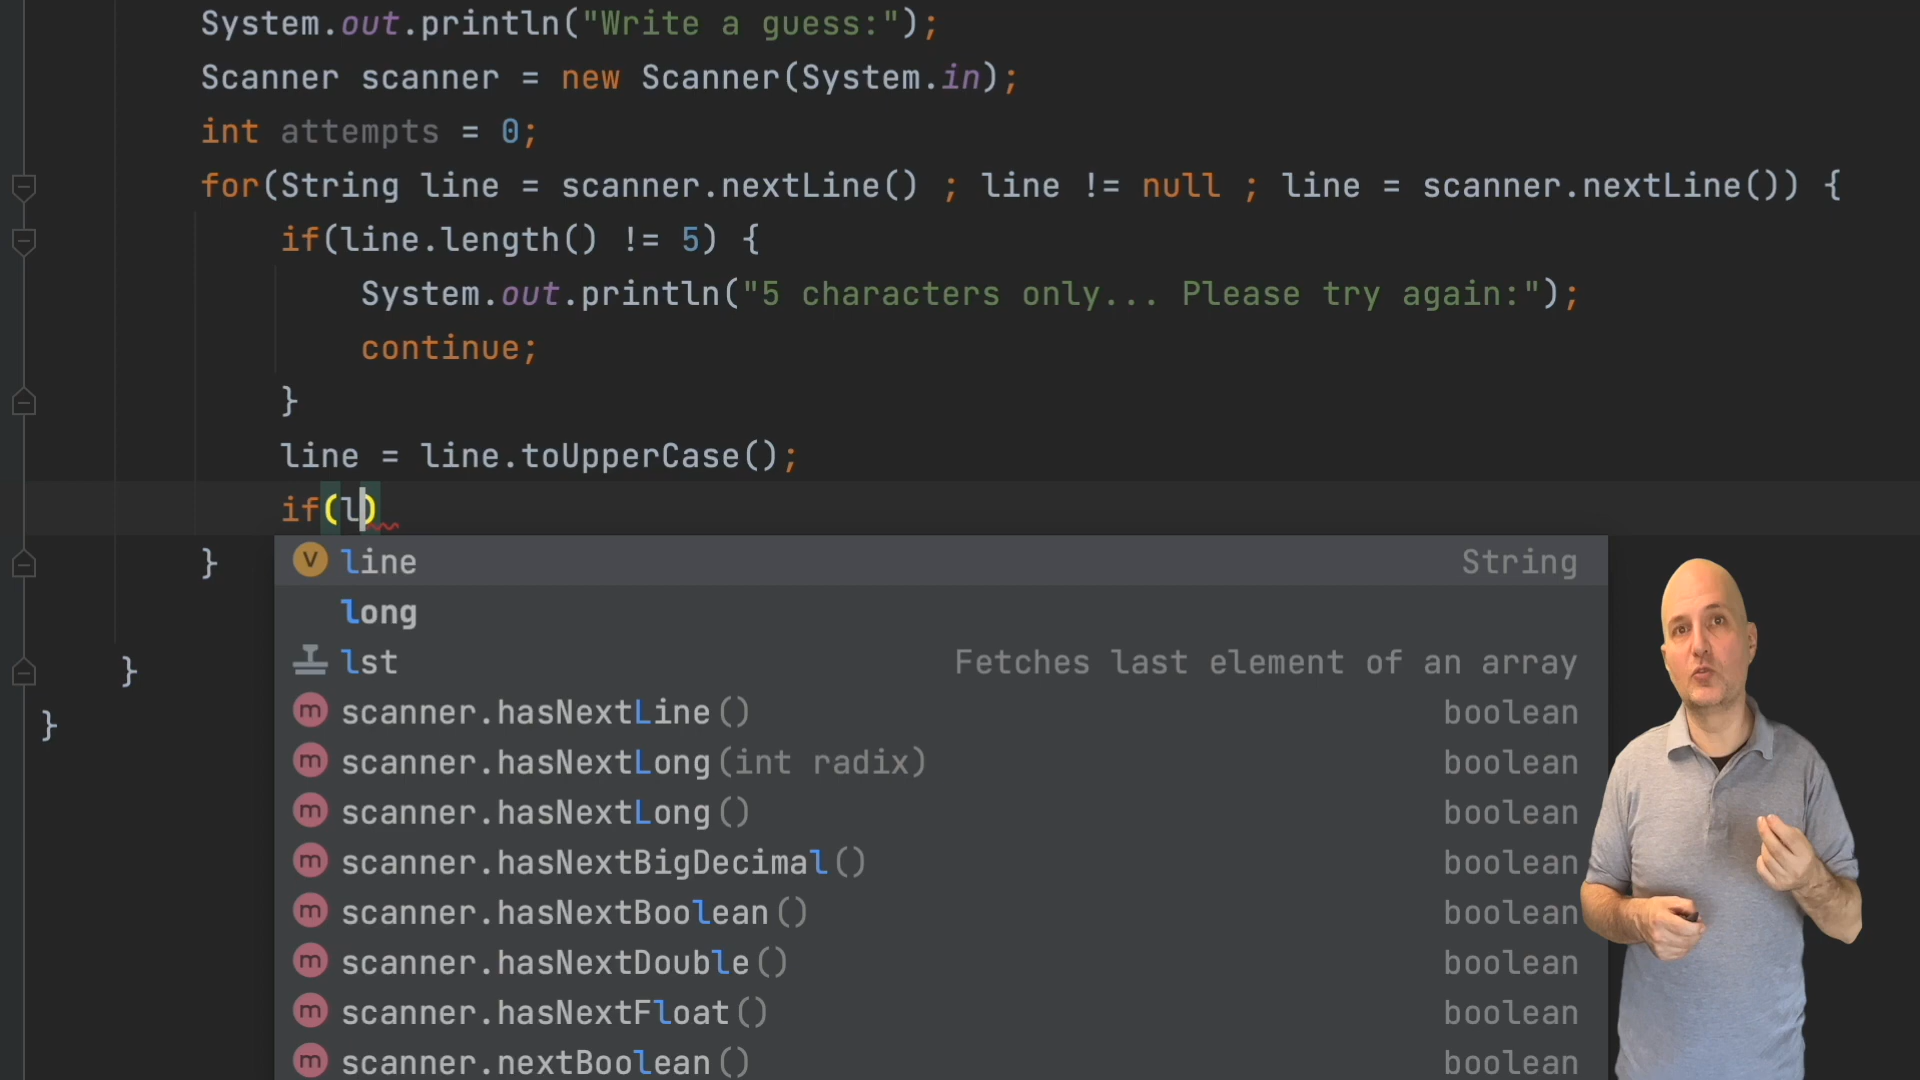 System.out.println("Write a guess:");
Scanner scanner = new Scanner(System.in);
int attempts = 0;
for(String line = scanner.nextLine() ; line != null ; line = scanner.nextLine()) {
if(line.length() != 5) {
System.out.println("5 characters only... Please try again:");
continue;
}
line = line.toUpperCase();
if(l)
}
V line String
long
lst Fetches last element of an array
m scanner.hasNextLine() boolean
}
m scanner.hasNextLong(int radix) boolean
}
m scanner.hasNextLong() boolean
m scanner.hasNextBigDecimal() boolean
m scanner.hasNextBoolean() boolean
m scanner.hasNextDouble() boolean
m scanner.hasNextFloat() boolean
m scanner.nextBoolean() boolean